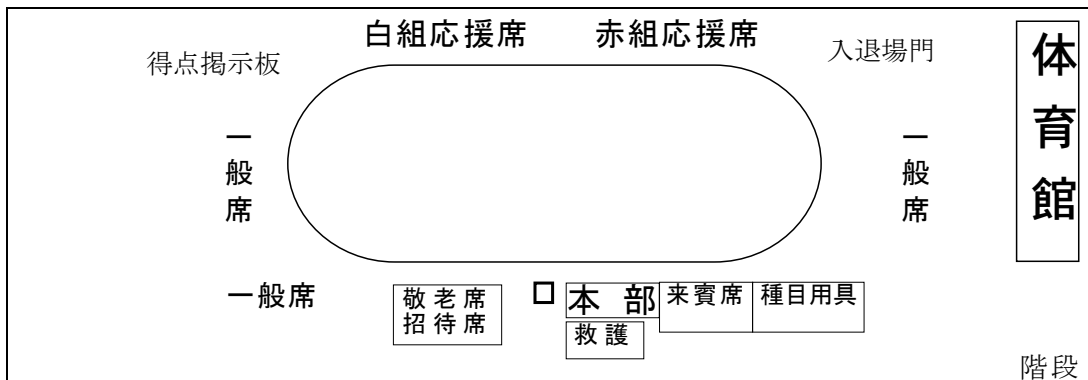 白組応援席
赤組応援席
得点掲示板
入退場門
体育館
一般席
一般席
一般席
敬老席
招待席
本部
来賓席
種目用具
救護
階段